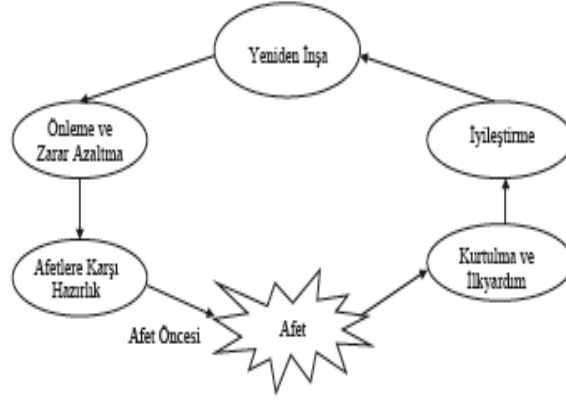 Yeniden İnşa
Önleme ve
Zarar Azaltma
İyileştirme
Afetlere Karşı
Hazırlık
Kurtulma ve
İlkyardım
Afet Öncesi
Afet